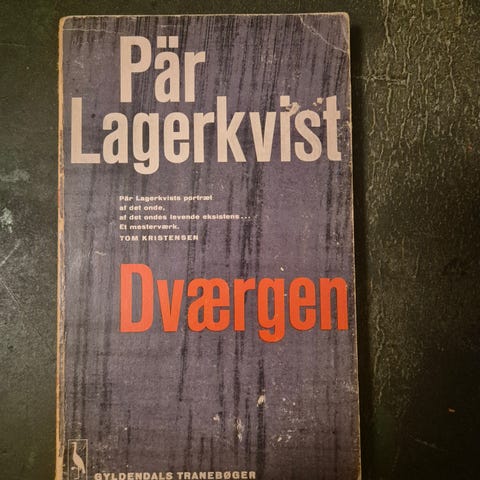 Pär
Lagerkvist
Pär Lagerkvists portræt
af det onde,
af det ondes levende eksistens...
Et mesterværk.
TOM KRISTENSEN
Dværgen
GYLDENDALS TRANEBØGER